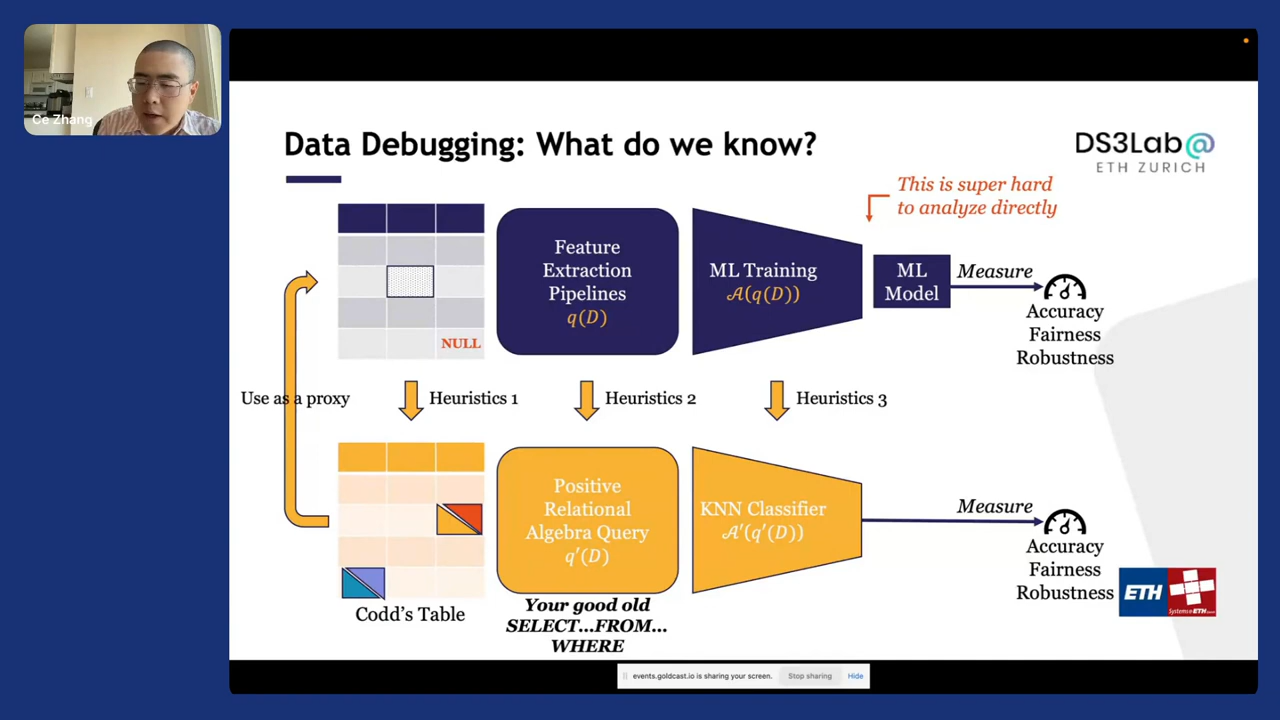 Ce Zhang
Data Debugging: What do we know?
DS3Lab@
ETH ZURICH
This is super hard
to analyze directly
Feature
Extraction
Pipelines
q(D)
ML Training
𝒜(q(D))
ML
Model
Measure
Accuracy
Fairness
Robustness
NULL
Use as a proxy
Heuristics 1
Heuristics 2
Heuristics 3
Positive
Relational
Algebra Query
q′(D)
KNN Classifier
𝒜′(q′(D))
Measure
Accuracy
Fairness
Robustness
Codd's Table
Your good old
SELECT...FROM...
WHERE
ETH
Systems@ETH
events.goldcast.io is sharing your screen.
Stop sharing
Hide